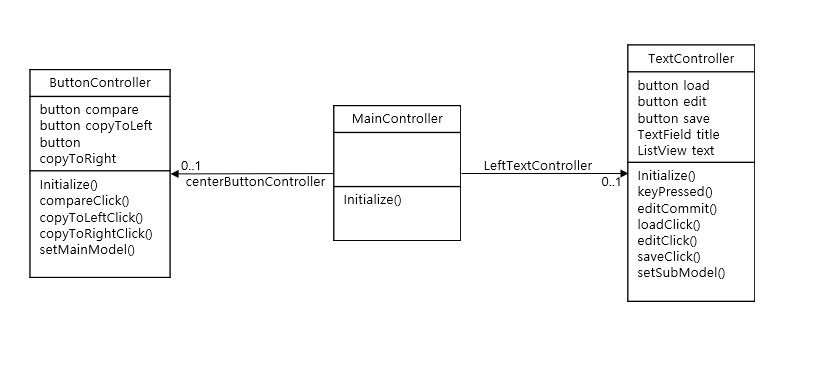 ButtonController
button compare
button copyToLeft
button
copyToRight
Initialize()
compareClick()
copyToLeftClick()
copyToRightClick()
setMainModel()
0..1
centerButtonController
MainController
Initialize()
LeftTextController
0..1
TextController
button load
button edit
button save
TextField title
ListView text
Initialize()
keyPressed()
editCommit()
loadClick()
editClick()
saveClick()
setSubModel()